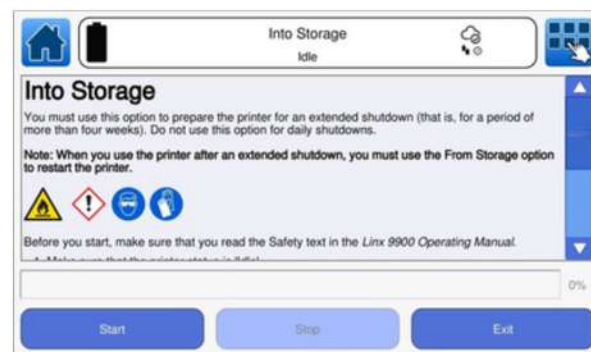 Into Storage
Idle
Into Storage
You must use this option to prepare the printer for an extended shutdown (that is, for a period of
more than four weeks). Do not use this option for daily shutdowns.
Note: When you use the printer after an extended shutdown, you must use the From Storage option
to restart the printer.
Before you start, make sure that you read the Safety text in the Linx 9900 Operating Manual.
0%
Start
Stop
Exit